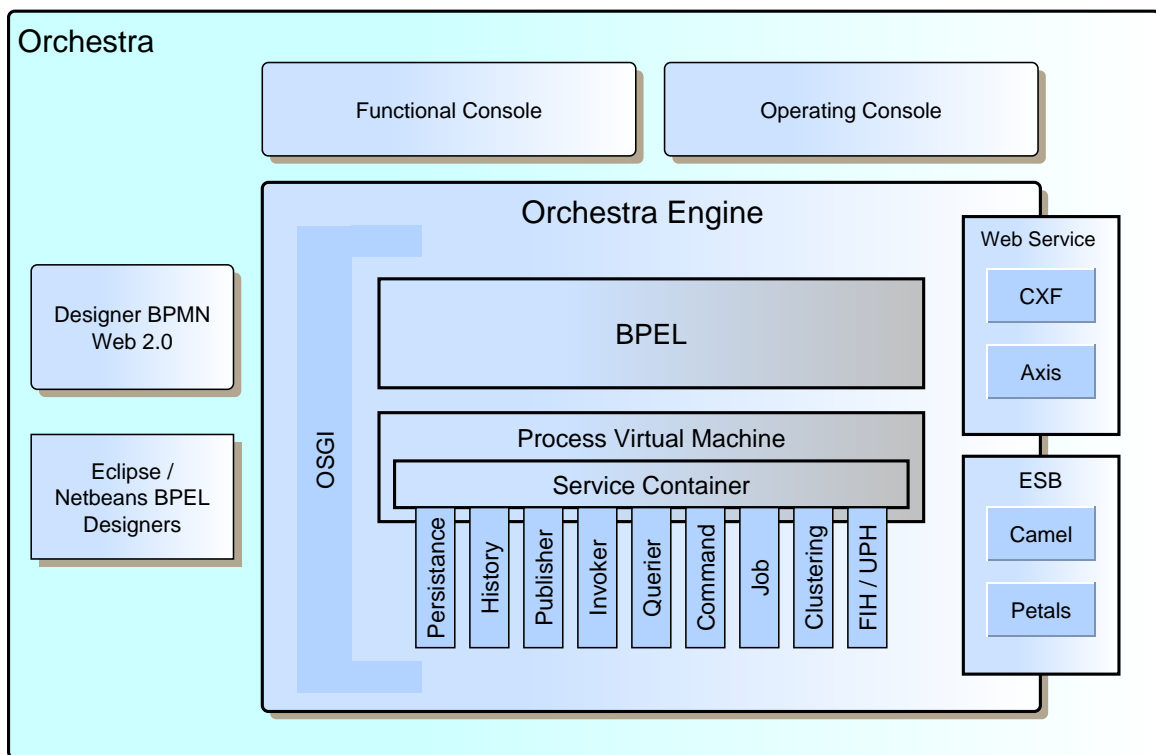 Orchestra
Functional Console
Operating Console
Orchestra Engine
Designer BPMN
Web 2.0
Eclipse /
Netbeans BPEL
Designers
OSGI
BPEL
Process Virtual Machine
Service Container
Persistance
History
Publisher
Invoker
Querier
Command
Job
Clustering
FIH / UPH
Web Service
CXF
Axis
ESB
Camel
Petals